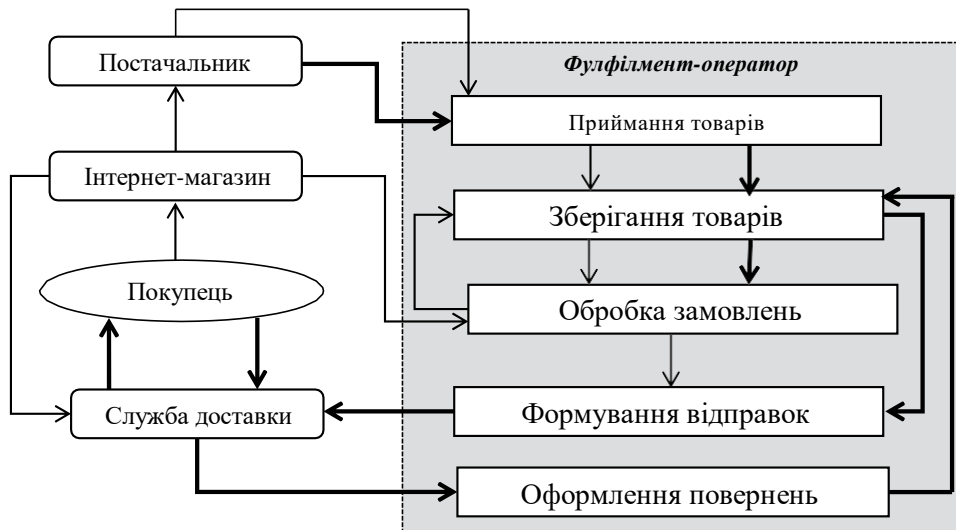 Постачальник
Фулфілмент-оператор
Приймання товарів
Інтернет-магазин
Зберігання товарів
Покупець
Обробка замовлень
Служба доставки
Формування відправок
Оформлення повернень